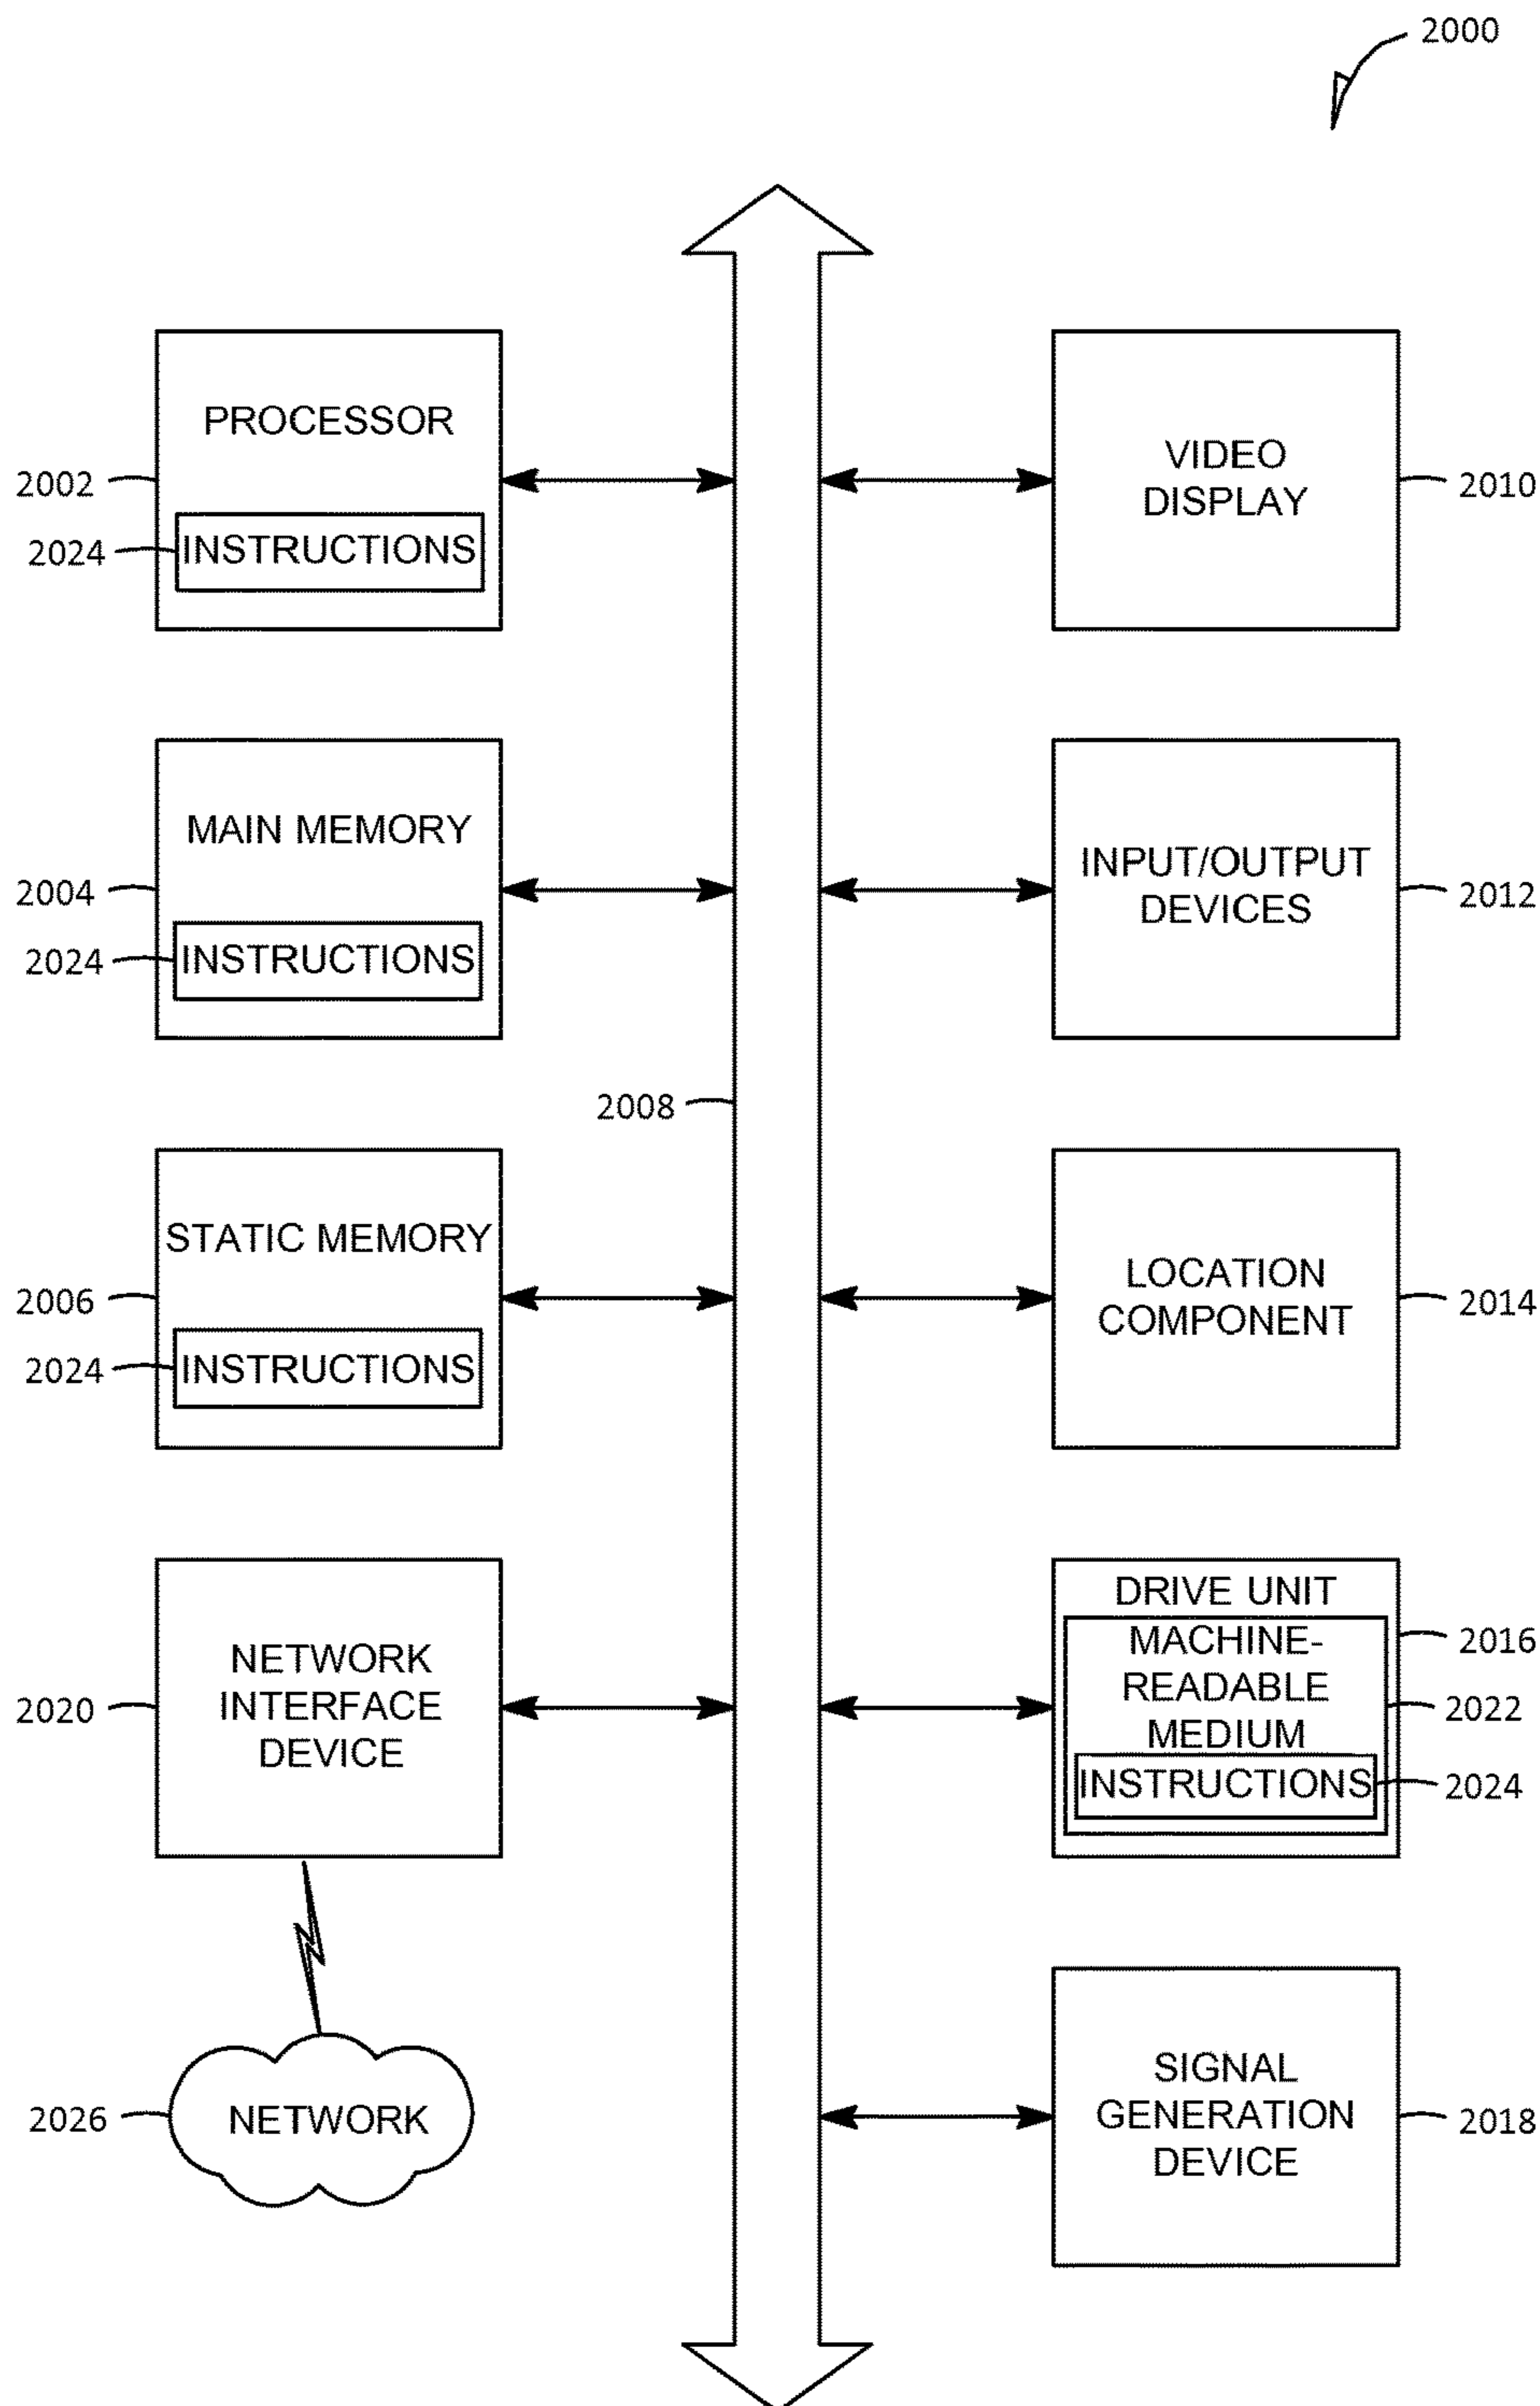 2000
PROCESSOR
2002
2024
INSTRUCTIONS
VIDEO
DISPLAY
2010
MAIN MEMORY
2004
2024
INSTRUCTIONS
INPUT/OUTPUT
DEVICES
2012
2008
STATIC MEMORY
2006
2024
INSTRUCTIONS
LOCATION
COMPONENT
2014
NETWORK
INTERFACE
DEVICE
2020
DRIVE UNIT
2016
MACHINE-
READABLE
MEDIUM
2022
INSTRUCTIONS
2024
2026
NETWORK
SIGNAL
GENERATION
DEVICE
2018